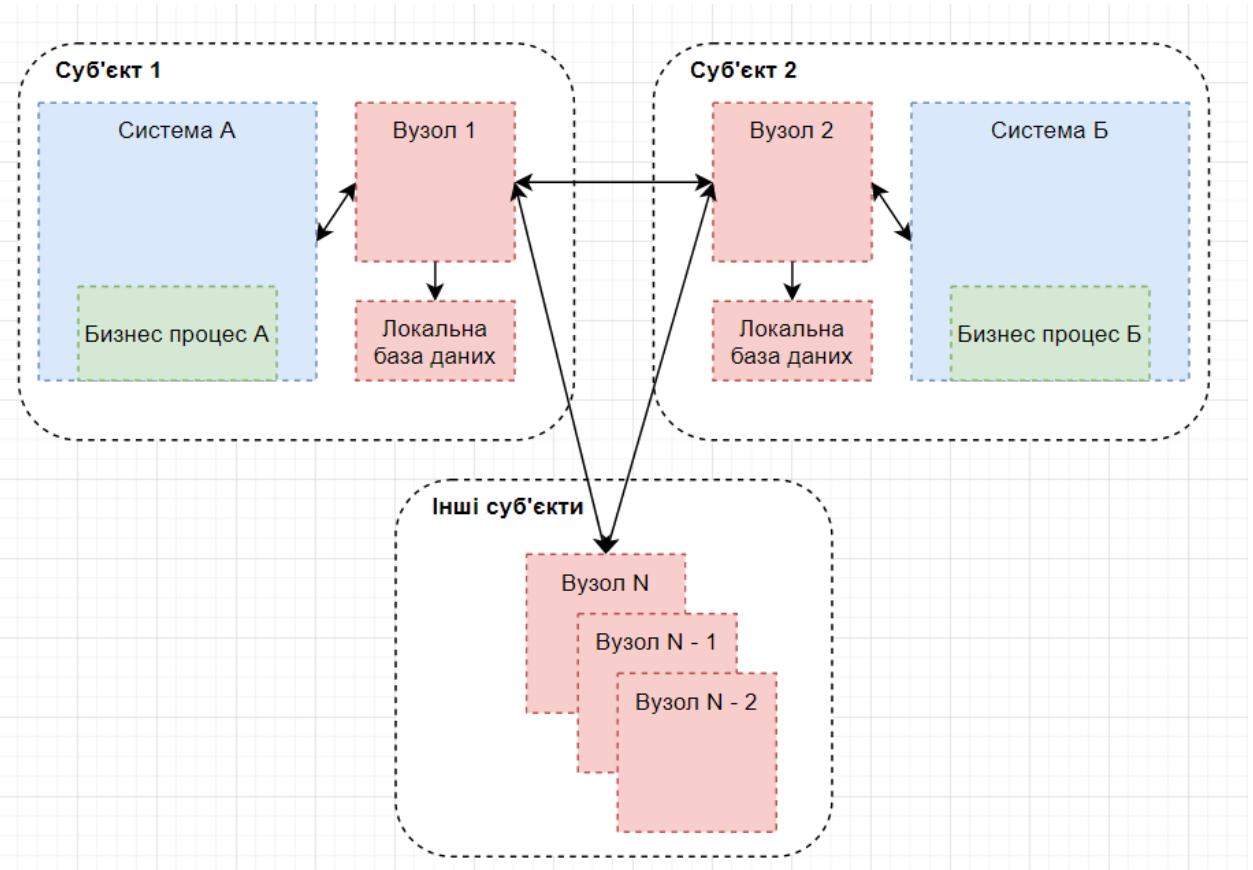 Суб'єкт 1
Суб'єкт 2
Система А
Вузол 1
Вузол 2
Система Б
Бизнес процес А
Локальна
база даних
Локальна
база даних
Бизнес процес Б
Інші суб'єкти
Вузол N
Вузол N - 1
Вузол N - 2